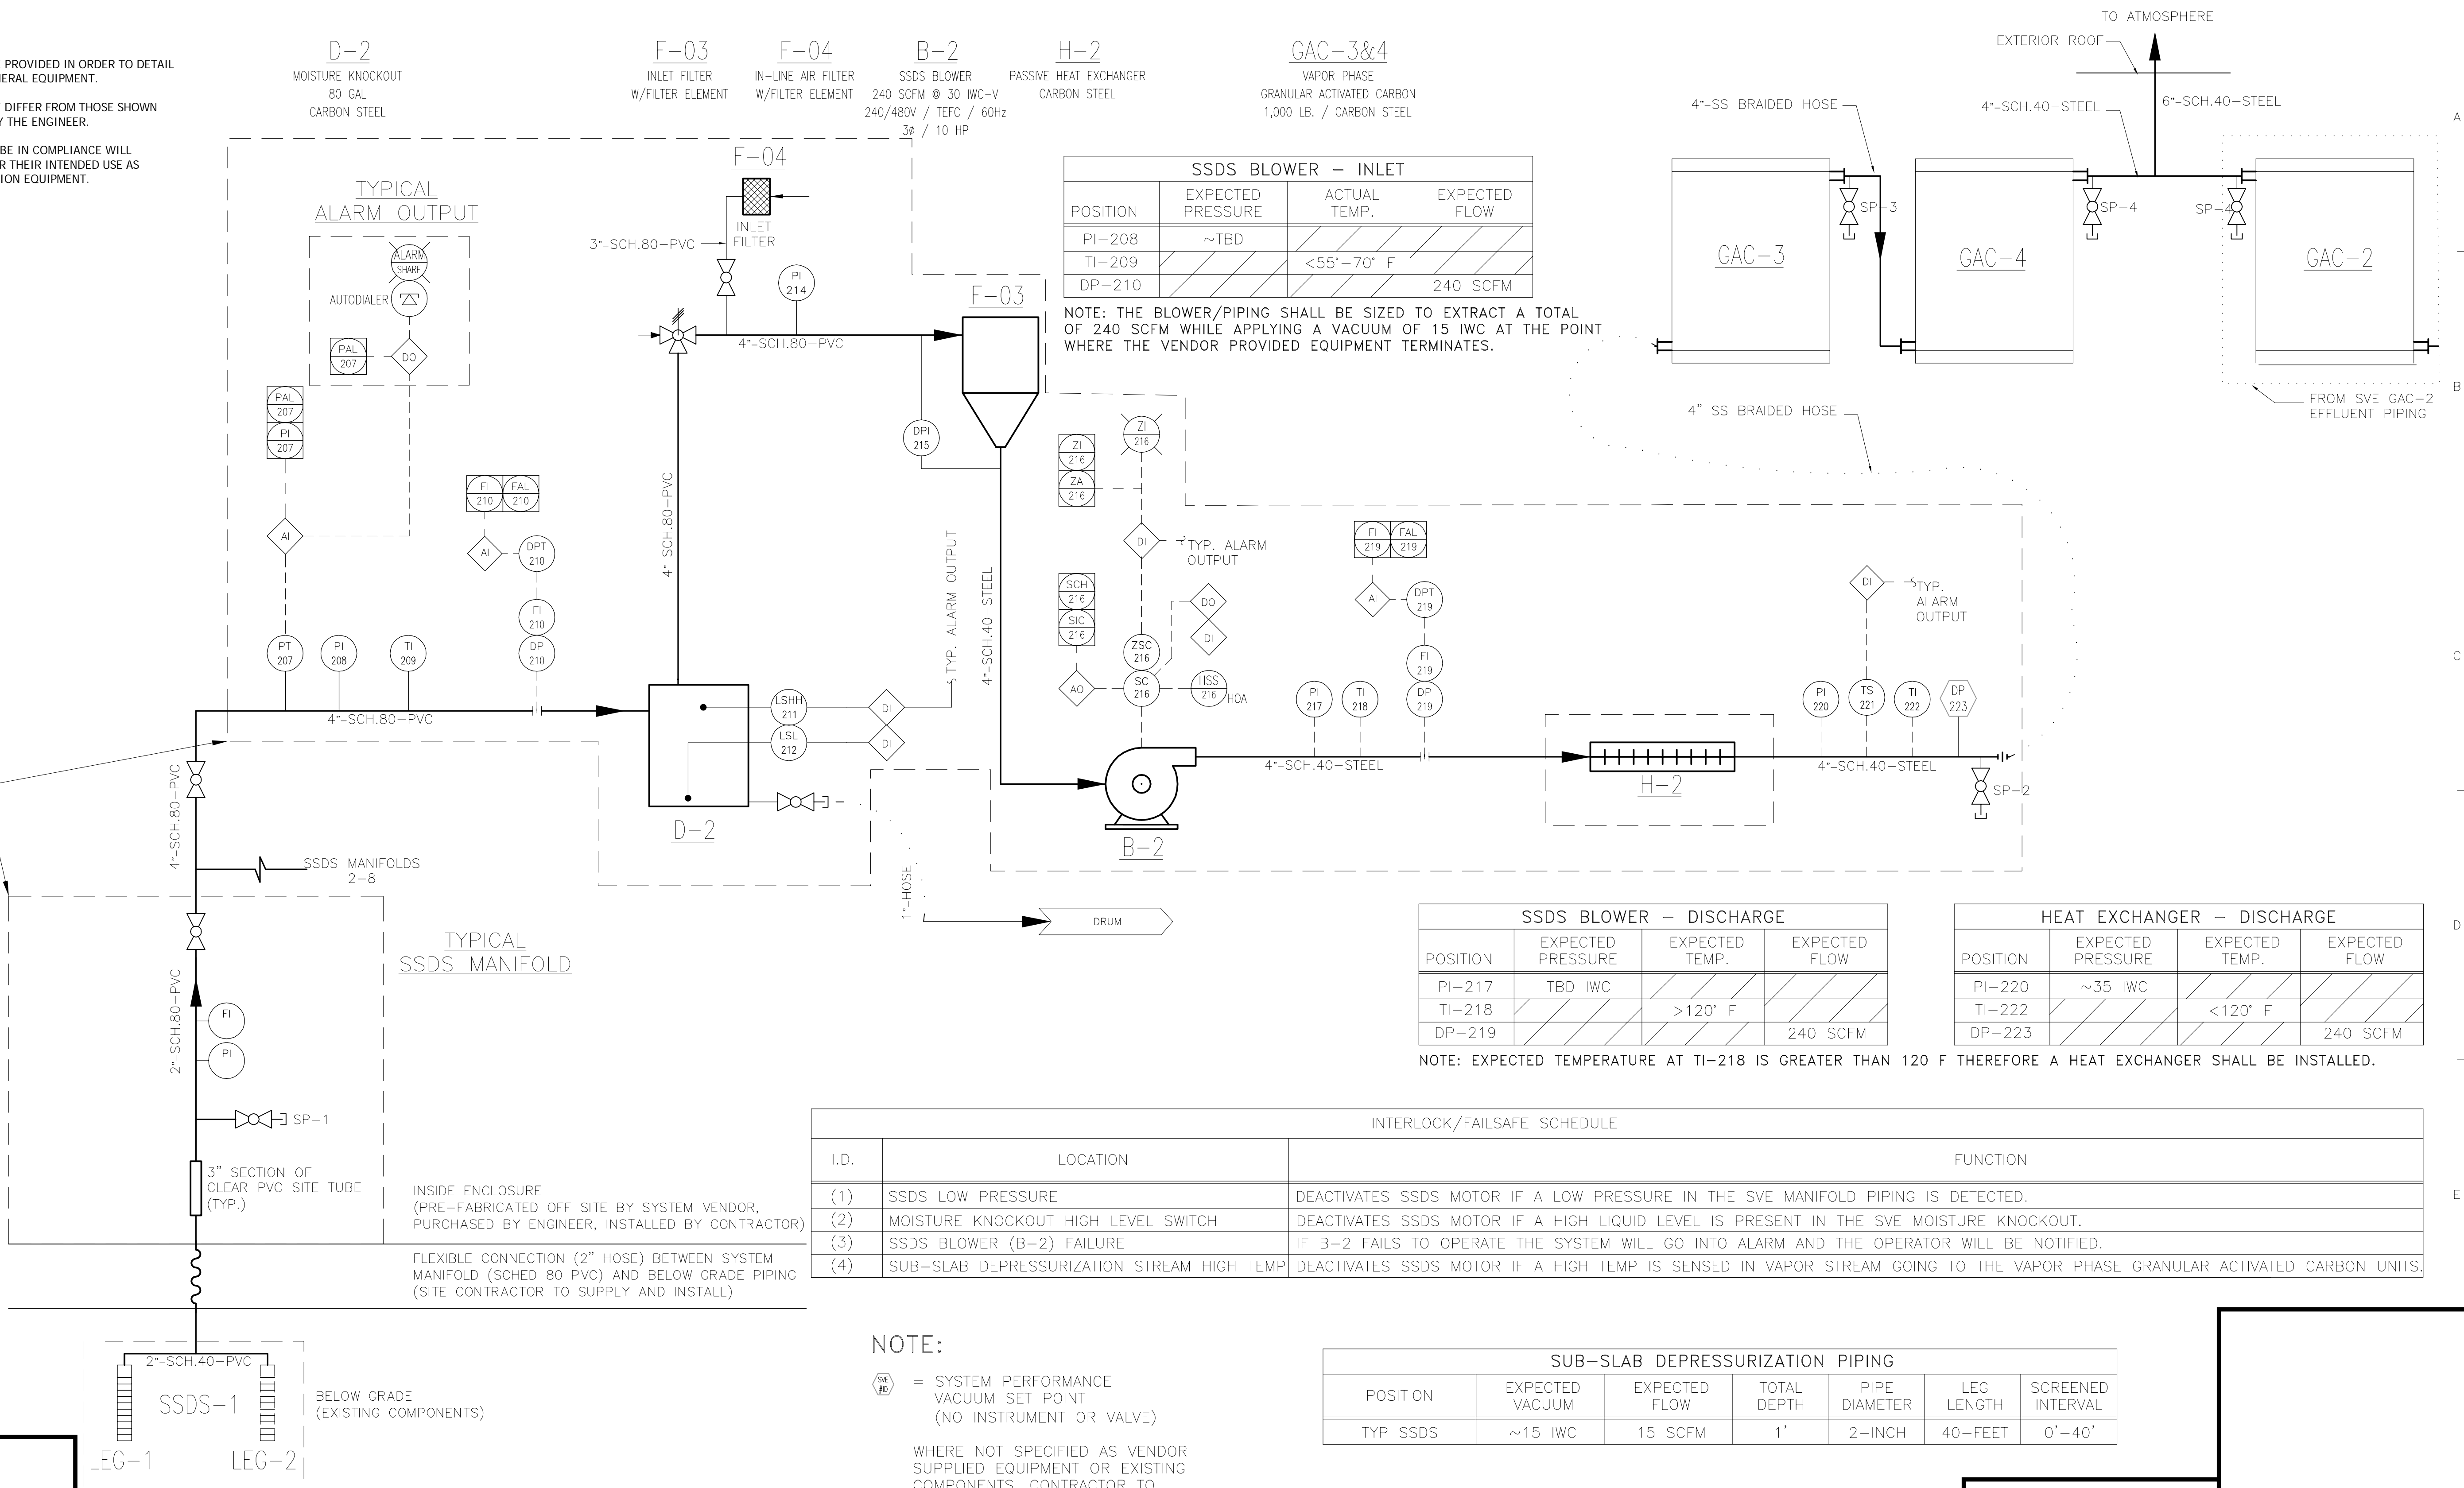 PROVIDED IN ORDER TO DETAIL
EQUIPMENT.
DIFFER FROM THOSE SHOWN
THE ENGINEER.
BE IN COMPLIANCE WILL
THEIR INTENDED USE AS
EQUIPMENT.
D-2
MOISTURE KNOCKOUT
80 GAL
CARBON STEEL
F-03
INLET FILTER
W/FILTER ELEMENT
F-04
IN-LINE AIR FILTER
W/FILTER ELEMENT
B-2
SSDS BLOWER
240 SCFM @ 30 IWC-V
240/480V / TEFC / 60Hz
3ø / 10 HP
H-2
PASSIVE HEAT EXCHANGER
CARBON STEEL
GAC-3&4
VAPOR PHASE
GRANULAR ACTIVATED CARBON
1,000 LB. / CARBON STEEL
TO ATMOSPHERE
EXTERIOR ROOF
4"-SS BRAIDED HOSE
4"-SCH.40-STEEL
6"-SCH.40-STEEL
A
SP-3
SP-4
SP-4
GAC-3
GAC-4
GAC-2
FROM SVE GAC-2
EFFLUENT PIPING
B
4" SS BRAIDED HOSE
TYPICAL
ALARM OUTPUT
ALARM
SHARE
AUTODIALER
PAL
207
DO
PAL
207
PI
207
AI
F-04
INLET
FILTER
3"-SCH.80-PVC
PI
214
4"-SCH.80-PVC
F-03
DPI
215
SSDS BLOWER - INLET
POSITION EXPECTED PRESSURE ACTUAL TEMP. EXPECTED FLOW
PI-208 ~TBD
TI-209 <55°-70° F
DP-210 240 SCFM
NOTE: THE BLOWER/PIPING SHALL BE SIZED TO EXTRACT A TOTAL
OF 240 SCFM WHILE APPLYING A VACUUM OF 15 IWC AT THE POINT
WHERE THE VENDOR PROVIDED EQUIPMENT TERMINATES.
FI
210
FAL
210
AI
DPT
210
FI
210
DP
210
PT
207
PI
208
TI
209
4"-SCH.80-PVC
4"-SCH.80-PVC
4"-SCH.80-PVC
D-2
LSHH
211
LSL
212
DI
DI
TYP. ALARM OUTPUT
4"-SCH.40-STEEL
ZI
216
ZA
216
ZI
216
DI
TYP. ALARM
OUTPUT
SCH
216
SIC
216
AO
ZSC
216
SC
216
DO
DI
HSS
216
HOA
B-2
FI
219
FAL
219
AI
DPT
219
FI
219
DP
219
PI
217
TI
218
4"-SCH.40-STEEL
H-2
DI
TYP.
ALARM
OUTPUT
PI
220
TS
221
TI
222
DP
223
4"-SCH.40-STEEL
SP-2
C
1"-HOSE
DRUM
SSDS MANIFOLDS
2-8
TYPICAL
SSDS MANIFOLD
2"-SCH.80-PVC
FI
PI
SP-1
3" SECTION OF
CLEAR PVC SITE TUBE
(TYP.)
SSDS BLOWER - DISCHARGE
POSITION EXPECTED PRESSURE EXPECTED TEMP. EXPECTED FLOW
PI-217 TBD IWC
TI-218 >120° F
DP-219 240 SCFM
HEAT EXCHANGER - DISCHARGE
POSITION EXPECTED PRESSURE EXPECTED TEMP. EXPECTED FLOW
PI-220 ~35 IWC
TI-222 <120° F
DP-223 240 SCFM
D
NOTE: EXPECTED TEMPERATURE AT TI-218 IS GREATER THAN 120 F THEREFORE A HEAT EXCHANGER SHALL BE INSTALLED.
INTERLOCK/FAILSAFE SCHEDULE
I.D. LOCATION FUNCTION
(1) SSDS LOW PRESSURE DEACTIVATES SSDS MOTOR IF A LOW PRESSURE IN THE SVE MANIFOLD PIPING IS DETECTED.
(2) MOISTURE KNOCKOUT HIGH LEVEL SWITCH DEACTIVATES SSDS MOTOR IF A HIGH LIQUID LEVEL IS PRESENT IN THE SVE MOISTURE KNOCKOUT.
(3) SSDS BLOWER (B-2) FAILURE IF B-2 FAILS TO OPERATE THE SYSTEM WILL GO INTO ALARM AND THE OPERATOR WILL BE NOTIFIED.
(4) SUB-SLAB DEPRESSURIZATION STREAM HIGH TEMP DEACTIVATES SSDS MOTOR IF A HIGH TEMP IS SENSED IN VAPOR STREAM GOING TO THE VAPOR PHASE GRANULAR ACTIVATED CARBON UNITS.
E
INSIDE ENCLOSURE
(PRE-FABRICATED OFF SITE BY SYSTEM VENDOR,
PURCHASED BY ENGINEER, INSTALLED BY CONTRACTOR)
FLEXIBLE CONNECTION (2" HOSE) BETWEEN SYSTEM
MANIFOLD (SCHED 80 PVC) AND BELOW GRADE PIPING
(SITE CONTRACTOR TO SUPPLY AND INSTALL)
2"-SCH.40-PVC
SSDS-1
LEG-1
LEG-2
BELOW GRADE
(EXISTING COMPONENTS)
NOTE:
SVE
= SYSTEM PERFORMANCE
VACUUM SET POINT
(NO INSTRUMENT OR VALVE)
WHERE NOT SPECIFIED AS VENDOR
SUPPLIED EQUIPMENT OR EXISTING
COMPONENTS, CONTRACTOR TO
SUB-SLAB DEPRESSURIZATION PIPING
POSITION EXPECTED VACUUM EXPECTED FLOW TOTAL DEPTH PIPE DIAMETER LEG LENGTH SCREENED INTERVAL
TYP SSDS ~15 IWC 15 SCFM 1' 2-INCH 40-FEET 0'-40'